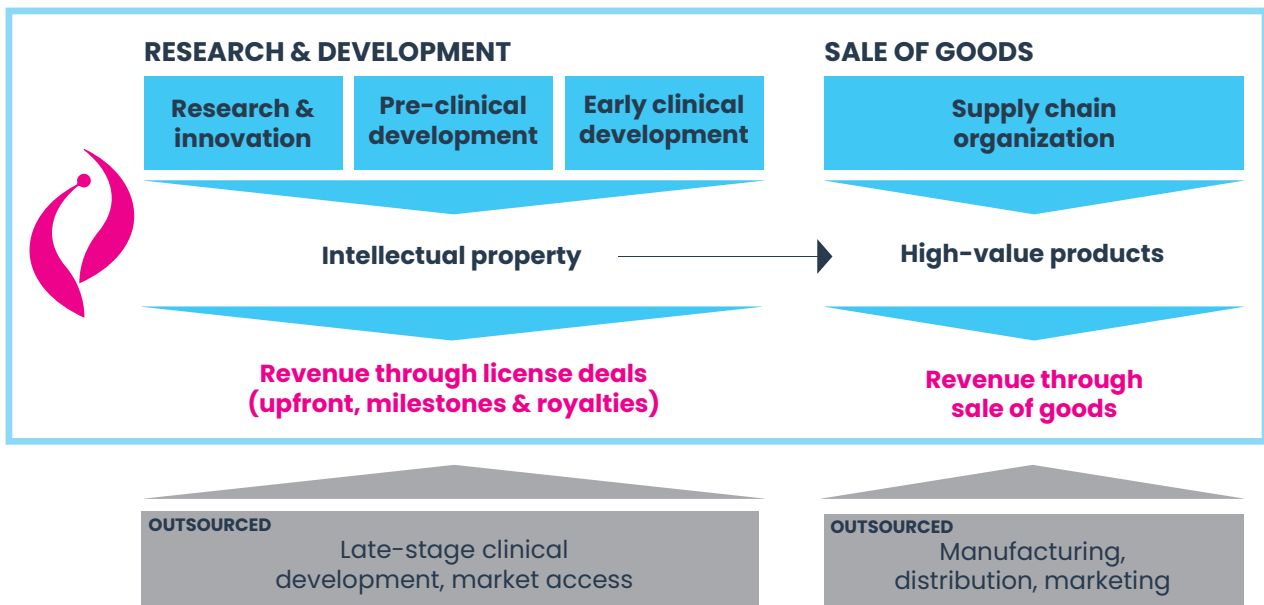 RESEARCH & DEVELOPMENT
Research &
innovation
Pre-clinical
development
Early clinical
development
Intellectual property
Revenue through license deals
(upfront, milestones & royalties)
OUTSOURCED
Late-stage clinical
development, market access
SALE OF GOODS
Supply chain
organization
High-value products
Revenue through
sale of goods
OUTSOURCED
Manufacturing,
distribution, marketing